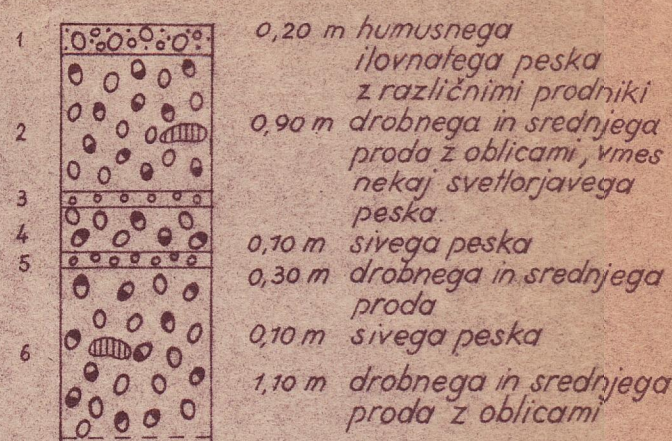 1 0,20 m humusnega
ilovnatega peska
z različnimi prodniki
2 0,90 m drobnega in srednjega
proda z oblicami, vmes
nekaj svetlorjavega
peska.
3 0,10 m sivega peska
4 0,30 m drobnega in srednjega
proda
5 0,10 m sivega peska
6 1,10 m drobnega in srednjega
proda z oblicami